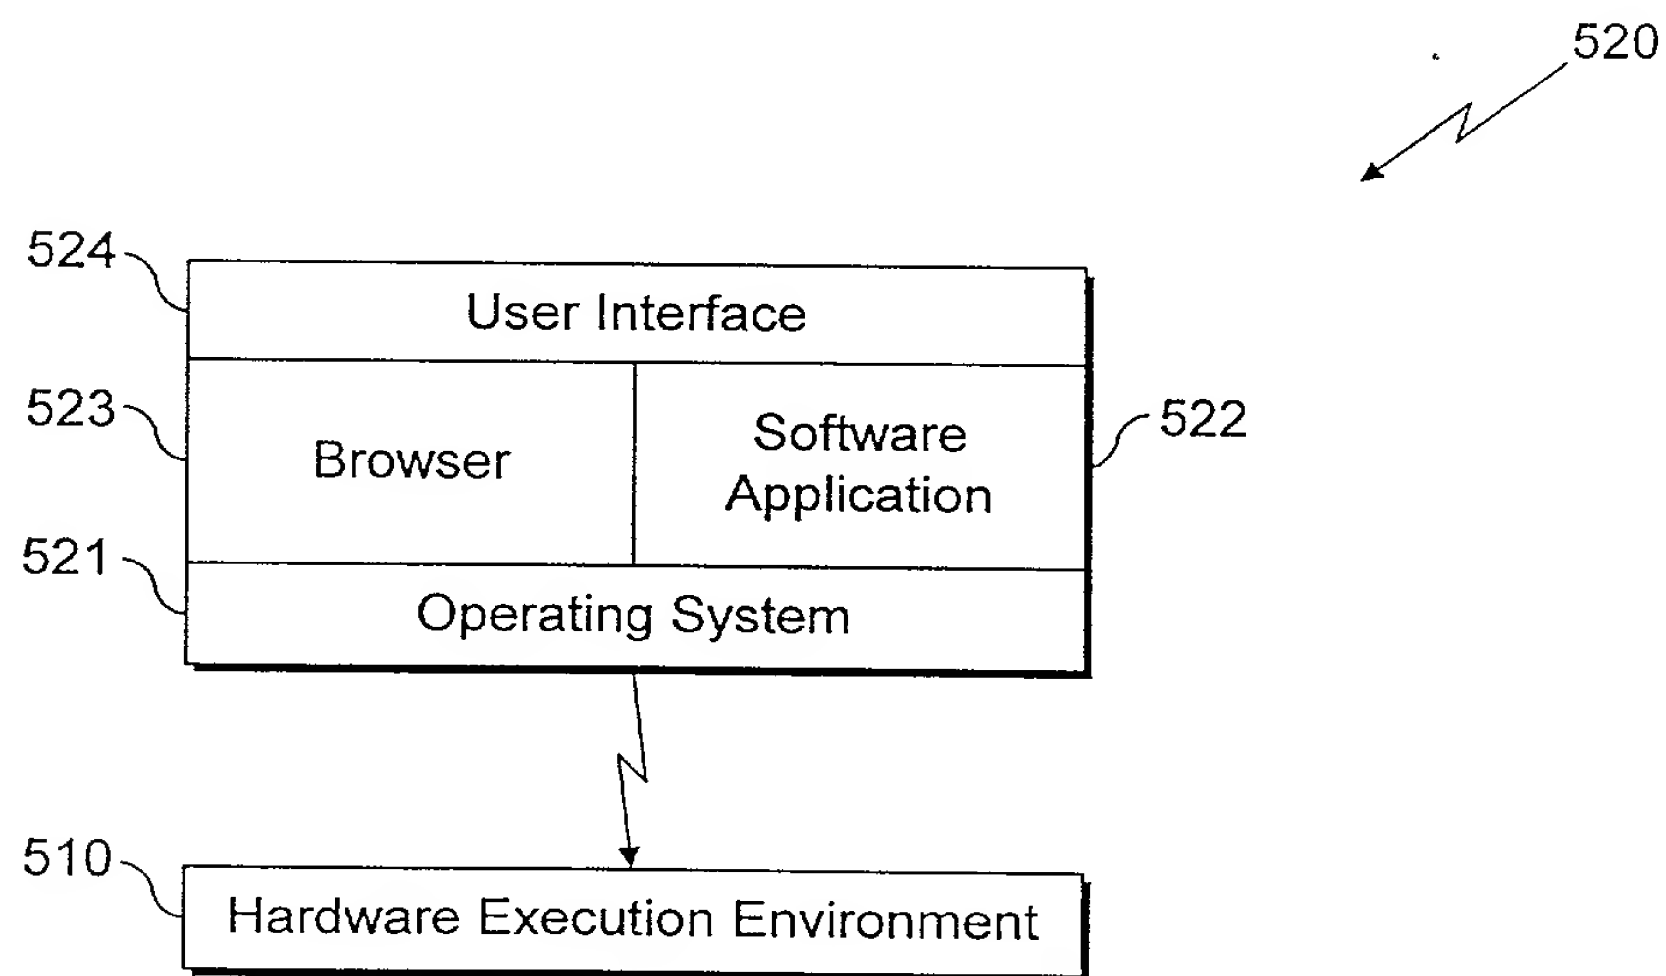 520
524
User Interface
523
Browser
Software
Application
522
521
Operating System
510
Hardware Execution Environment